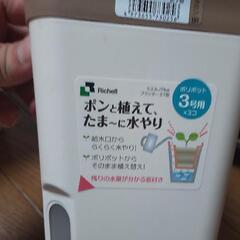 Richell
ポンと植えて、
たま〜に水やり
ポリポット
3号用
×3コ
給水口から
らくらく水やり!
ポリポットから
そのまま植え替え!
残りの水量が分かる窓付き